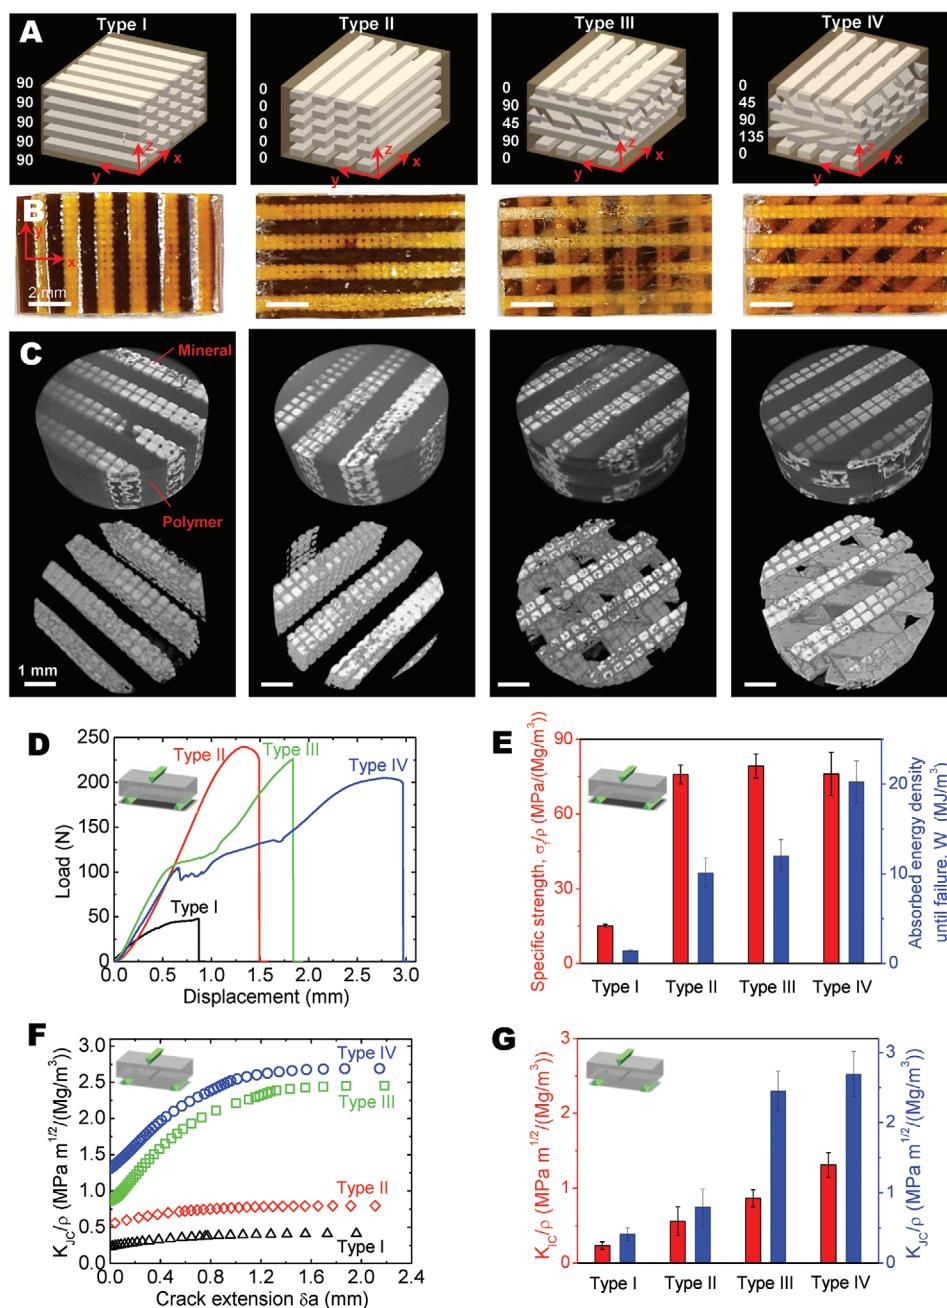 A
Type I
Type II
Type III
Type IV
90
90
90
90
90
0
0
0
0
0
0
90
45
90
0
0
45
90
135
0
z
x
y
z
x
y
z
x
y
z
x
y
B
y
x
2 mm
C
Mineral
Polymer
1 mm
D
250
200
150
100
50
0
Load (N)
0.0
0.5
1.0
1.5
2.0
2.5
3.0
Displacement (mm)
Type II
Type III
Type IV
Type I
E
90
75
60
45
30
15
0
Specific strength, σf/ρ (MPa/(Mg/m³))
20
10
0
Absorbed energy density
until failure, W (MJ/m³)
Type I
Type II
Type III
Type IV
F
3.0
2.5
2.0
1.5
1.0
0.5
0.0
KJC/ρ (MPa m1/2/(Mg/m³))
0.0
0.4
0.8
1.2
1.6
2.0
2.4
Crack extension δa (mm)
Type IV
Type III
Type II
Type I
G
3
2
1
0
KIC/ρ (MPa m1/2/(Mg/m³))
3
2
1
0
KJC/ρ (MPa m1/2/(Mg/m³))
Type I
Type II
Type III
Type IV